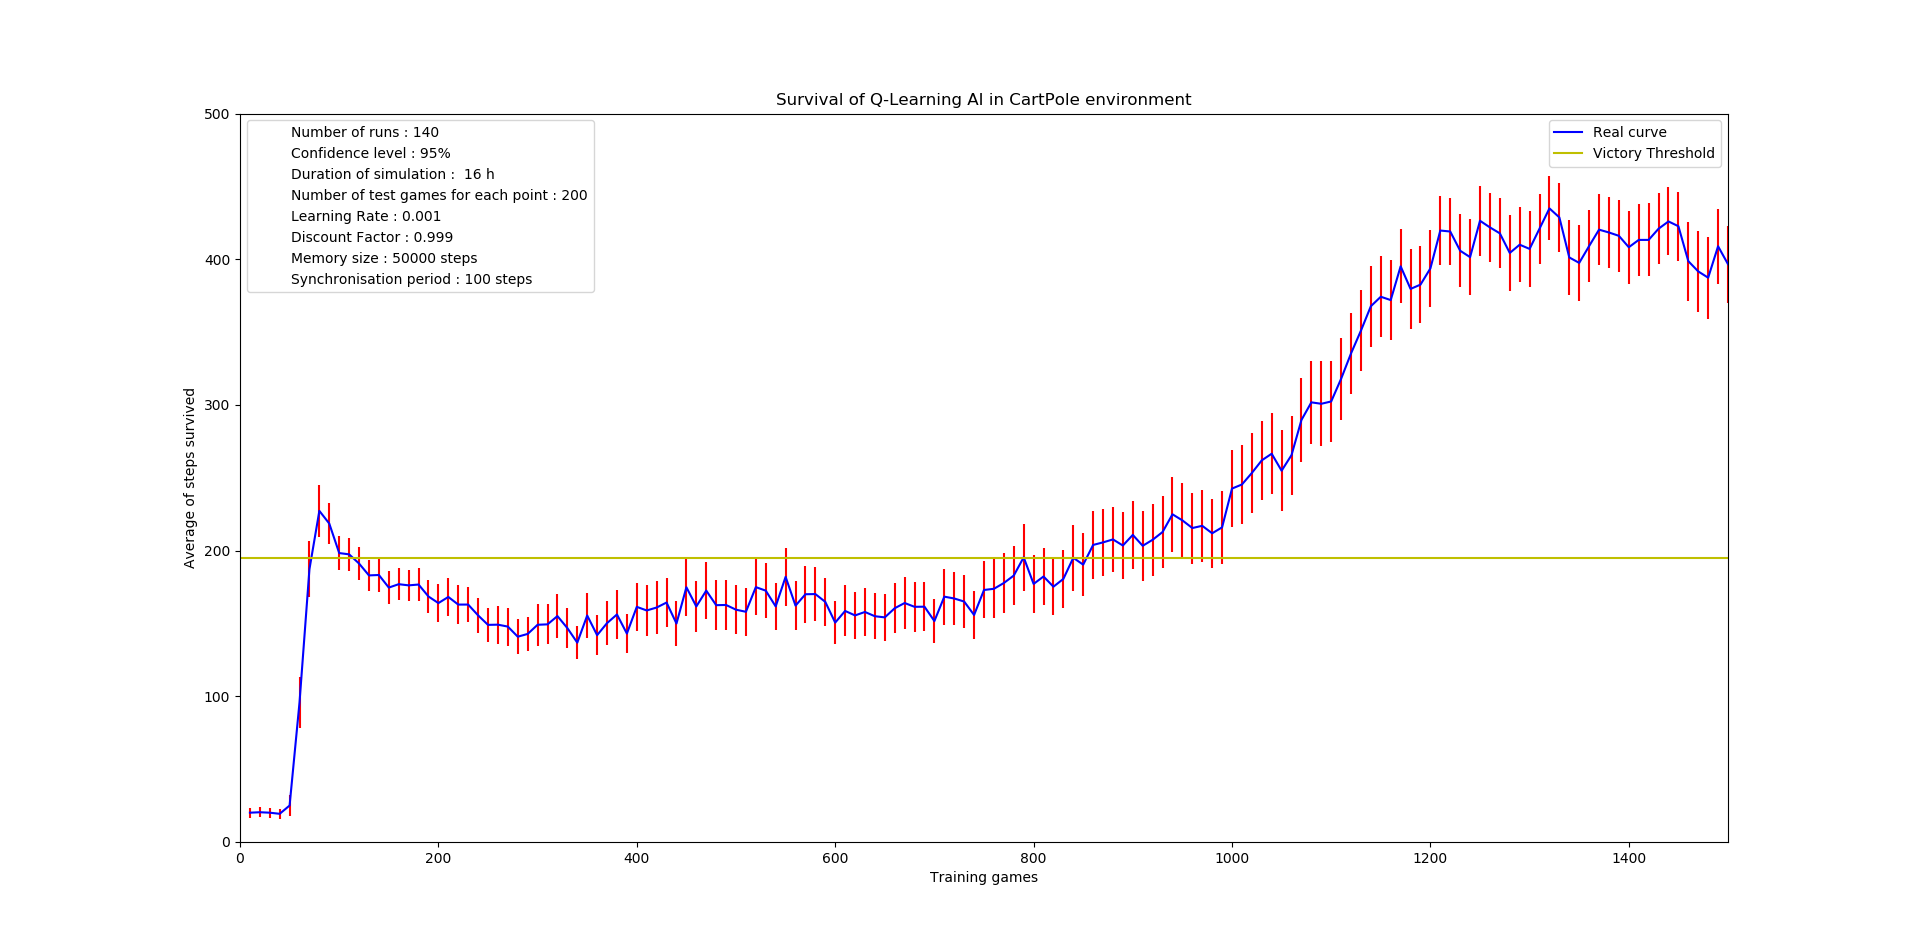 Survival of Q-Learning AI in CartPole environment
Number of runs : 140
Confidence level : 95%
Duration of simulation :  16 h
Number of test games for each point : 200
Learning Rate : 0.001
Discount Factor : 0.999
Memory size : 50000 steps
Synchronisation period : 100 steps
Real curve
Victory Threshold
Average of steps survived
500
400
300
200
100
0
0 200 400 600 800 1000 1200 1400
Training games